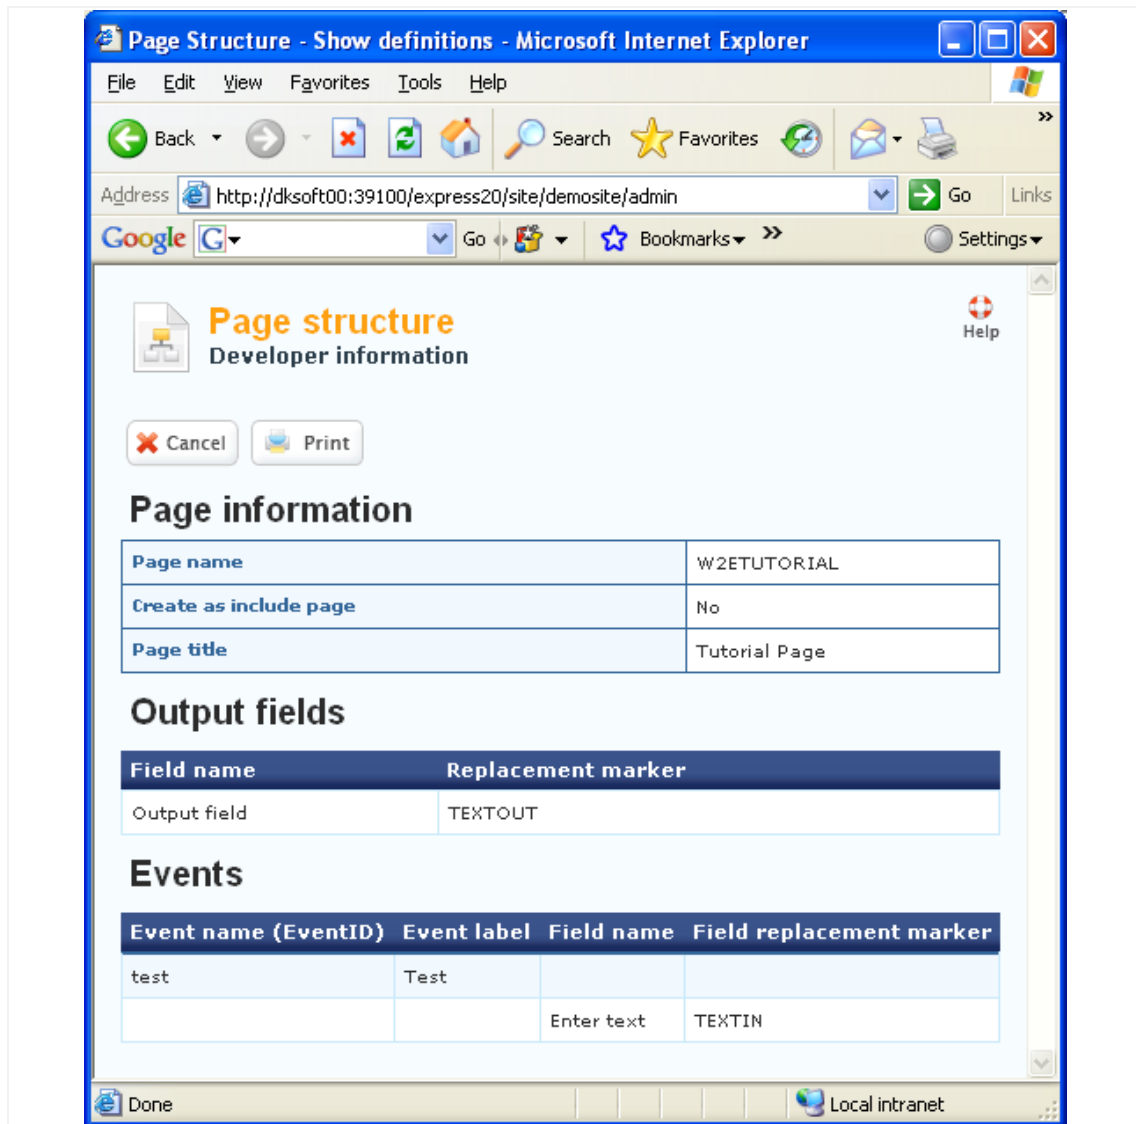 Page Structure - Show definitions - Microsoft Internet Explorer
File Edit View Favorites Tools Help
Back Search Favorites »
Address http://dksoft00:39100/express20/site/demosite/admin Go Links
Google G Go Bookmarks » Settings
Page structure
Developer information
Help
Cancel Print
Page information
Page name W2ETUTORIAL
Create as include page No
Page title Tutorial Page
Output fields
Field name Replacement marker
Output field TEXTOUT
Events
Event name (EventID) Event label Field name Field replacement marker
test Test
Enter text TEXTIN
Done Local intranet